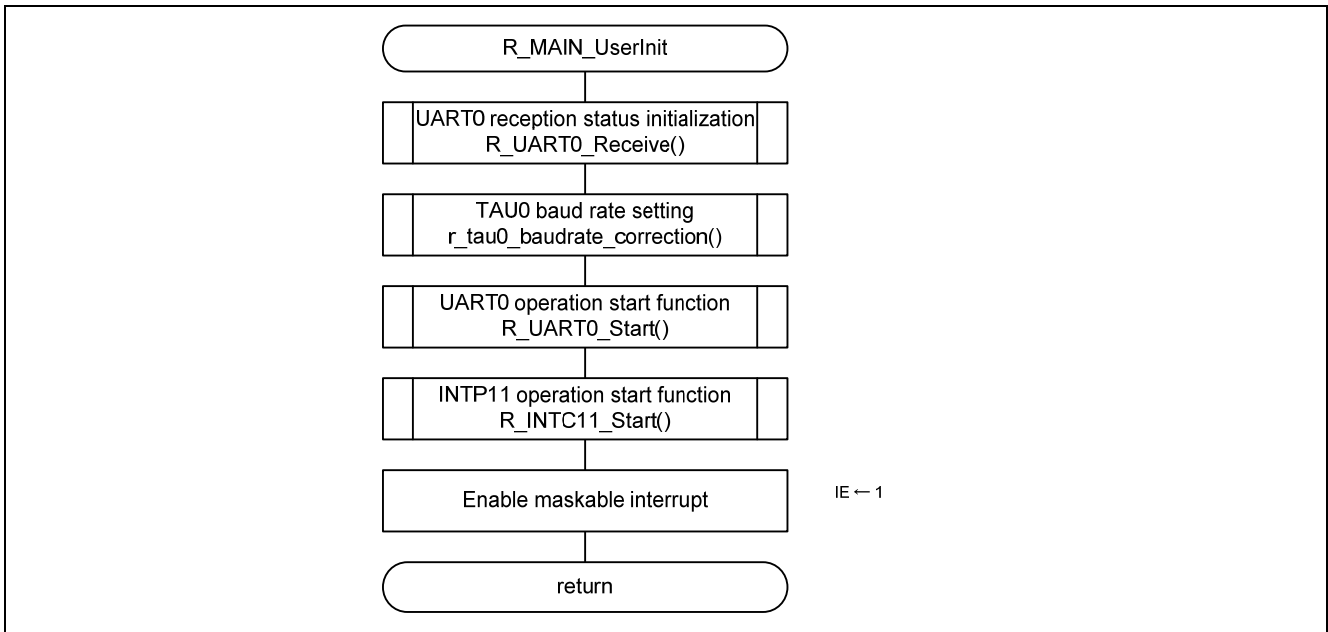 R_MAIN_UserInit
UART0 reception status initialization
R_UART0_Receive()
TAU0 baud rate setting
r_tau0_baudrate_correction()
UART0 operation start function
R_UART0_Start()
INTP11 operation start function
R_INTC11_Start()
Enable maskable interrupt
IE ← 1
return